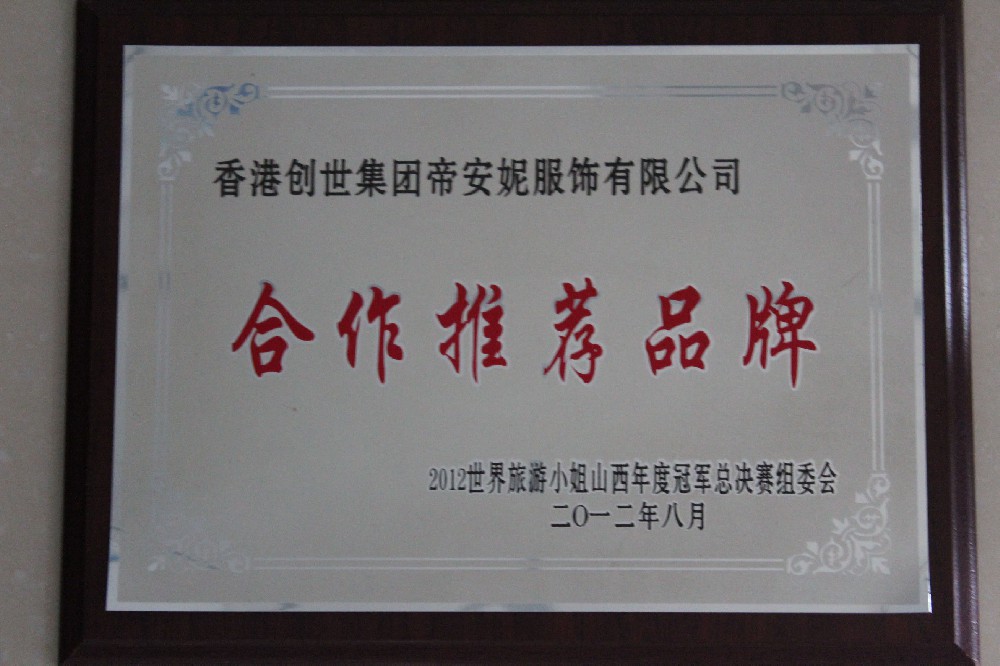 香港创世集团帝安妮服饰有限公司
合作推荐品牌
2012世界旅游小姐山西年度冠军总决赛组委会
二〇一二年八月